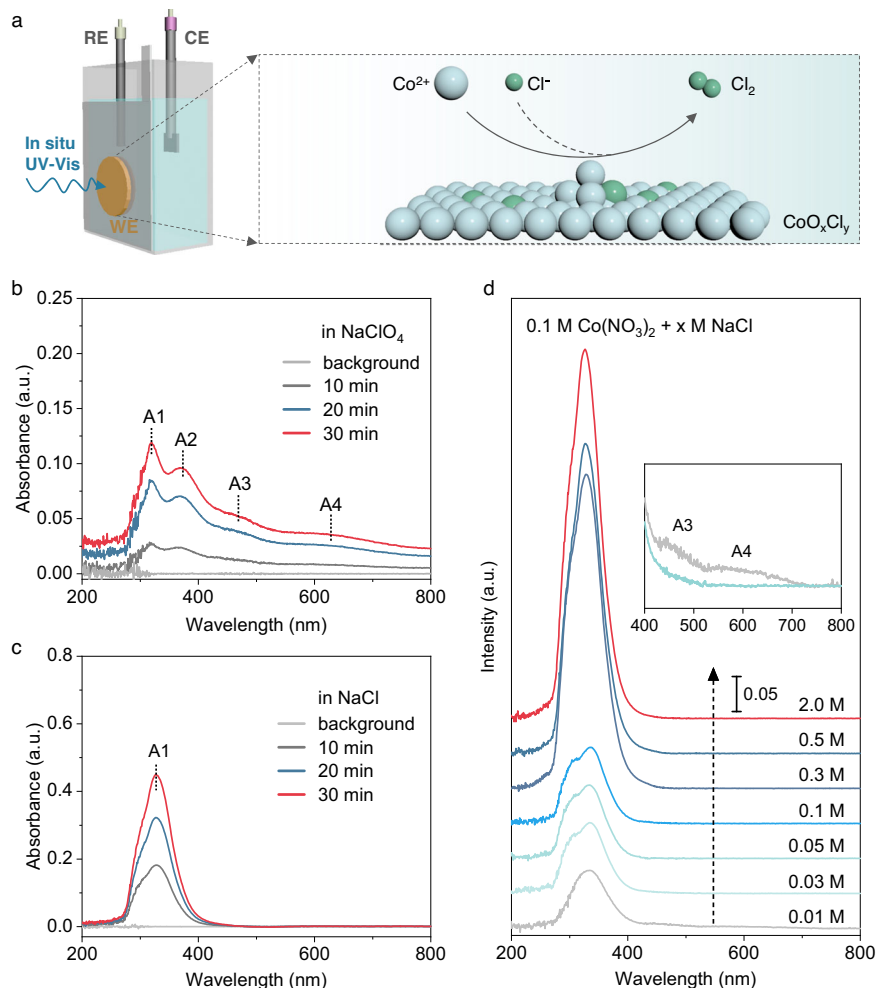 a
RE
CE
In situ
UV-Vis
WE
Co²⁺
Cl⁻
Cl₂
CoOₓClᵧ
b
0.25
0.20
0.15
0.10
0.05
0.00
Absorbance (a.u.)
in NaClO₄
background
10 min
20 min
30 min
A1
A2
A3
A4
200
400
600
800
Wavelength (nm)
c
0.8
0.6
0.4
0.2
0.0
Absorbance (a.u.)
in NaCl
background
10 min
20 min
30 min
A1
200
400
600
800
Wavelength (nm)
d
0.1 M Co(NO₃)₂ + x M NaCl
Intensity (a.u.)
A3
A4
400 500 600 700 800
0.05
2.0 M
0.5 M
0.3 M
0.1 M
0.05 M
0.03 M
0.01 M
200
400
600
800
Wavelength (nm)